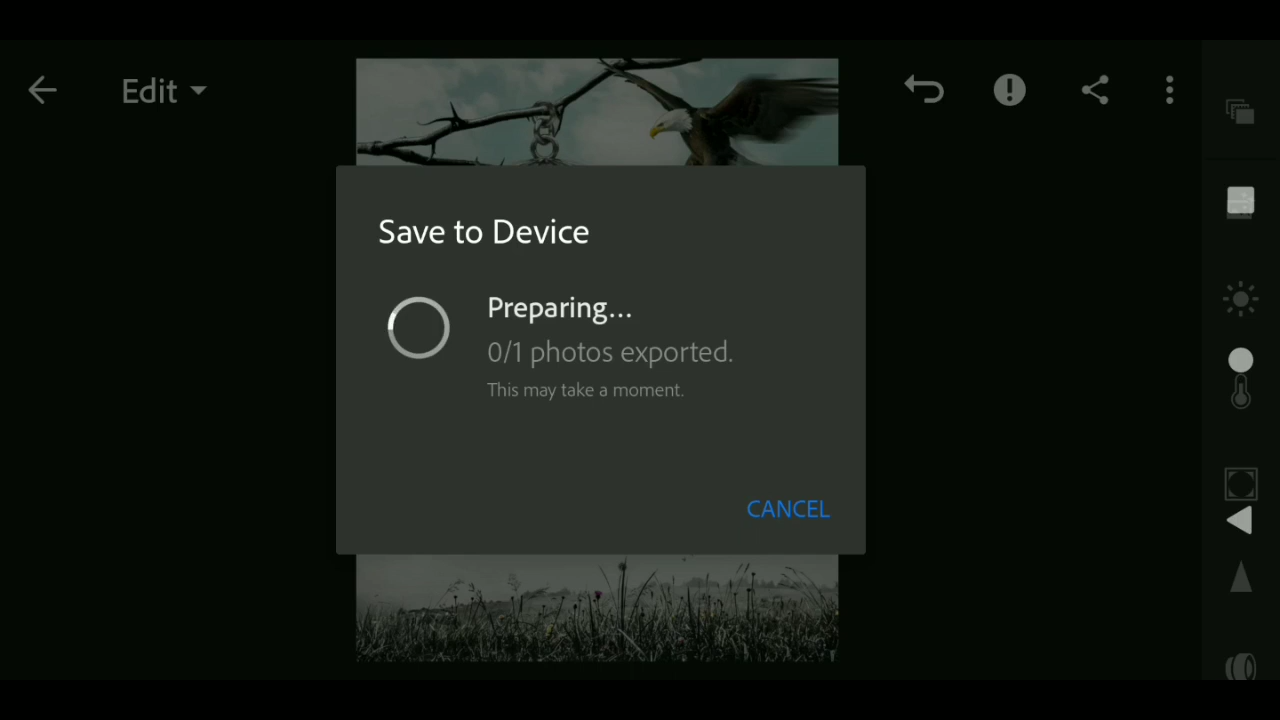 Edit
Save to Device
Preparing...
0/1 photos exported.
This may take a moment.
CANCEL